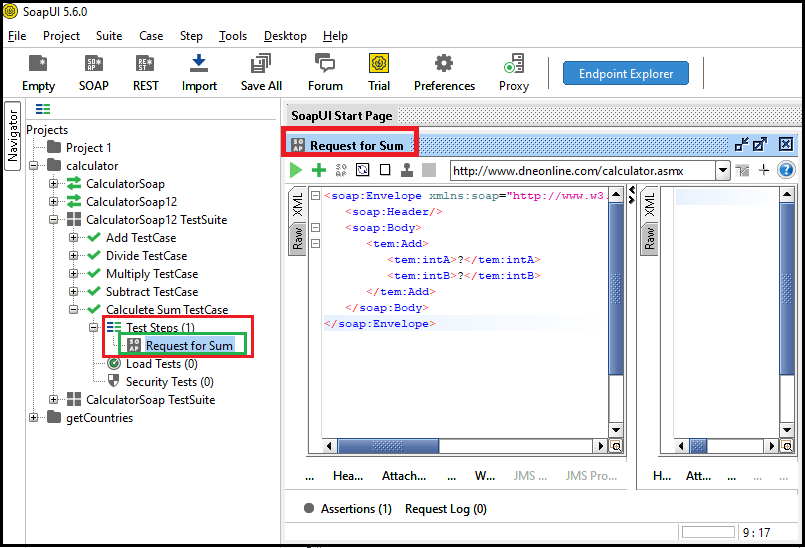 SoapUI 5.6.0
File Project Suite Case Step Tools Desktop Help
Empty SOAP REST Import Save All Forum Trial Preferences Proxy Endpoint Explorer
Navigator
Projects
Project 1
calculator
CalculatorSoap
CalculatorSoap12
CalculatorSoap12 TestSuite
Add TestCase
Divide TestCase
Multiply TestCase
Subtract TestCase
Calculete Sum TestCase
Test Steps (1)
SO AP Request for Sum
Load Tests (0)
Security Tests (0)
CalculatorSoap TestSuite
getCountries
SoapUI Start Page
SO AP Request for Sum
http://www.dneonline.com/calculator.asmx
XML
Raw
<soap:Envelope xmlns:soap="http://www.w3.
<soap:Header/>
<soap:Body>
<tem:Add>
<tem:intA>?</tem:intA>
<tem:intB>?</tem:intB>
</tem:Add>
</soap:Body>
</soap:Envelope>
XML
Raw
... Hea... Attach... ... W... JMS ... JMS Pro...
H... Att... ... ... ...
Assertions (1) Request Log (0)
9 : 17